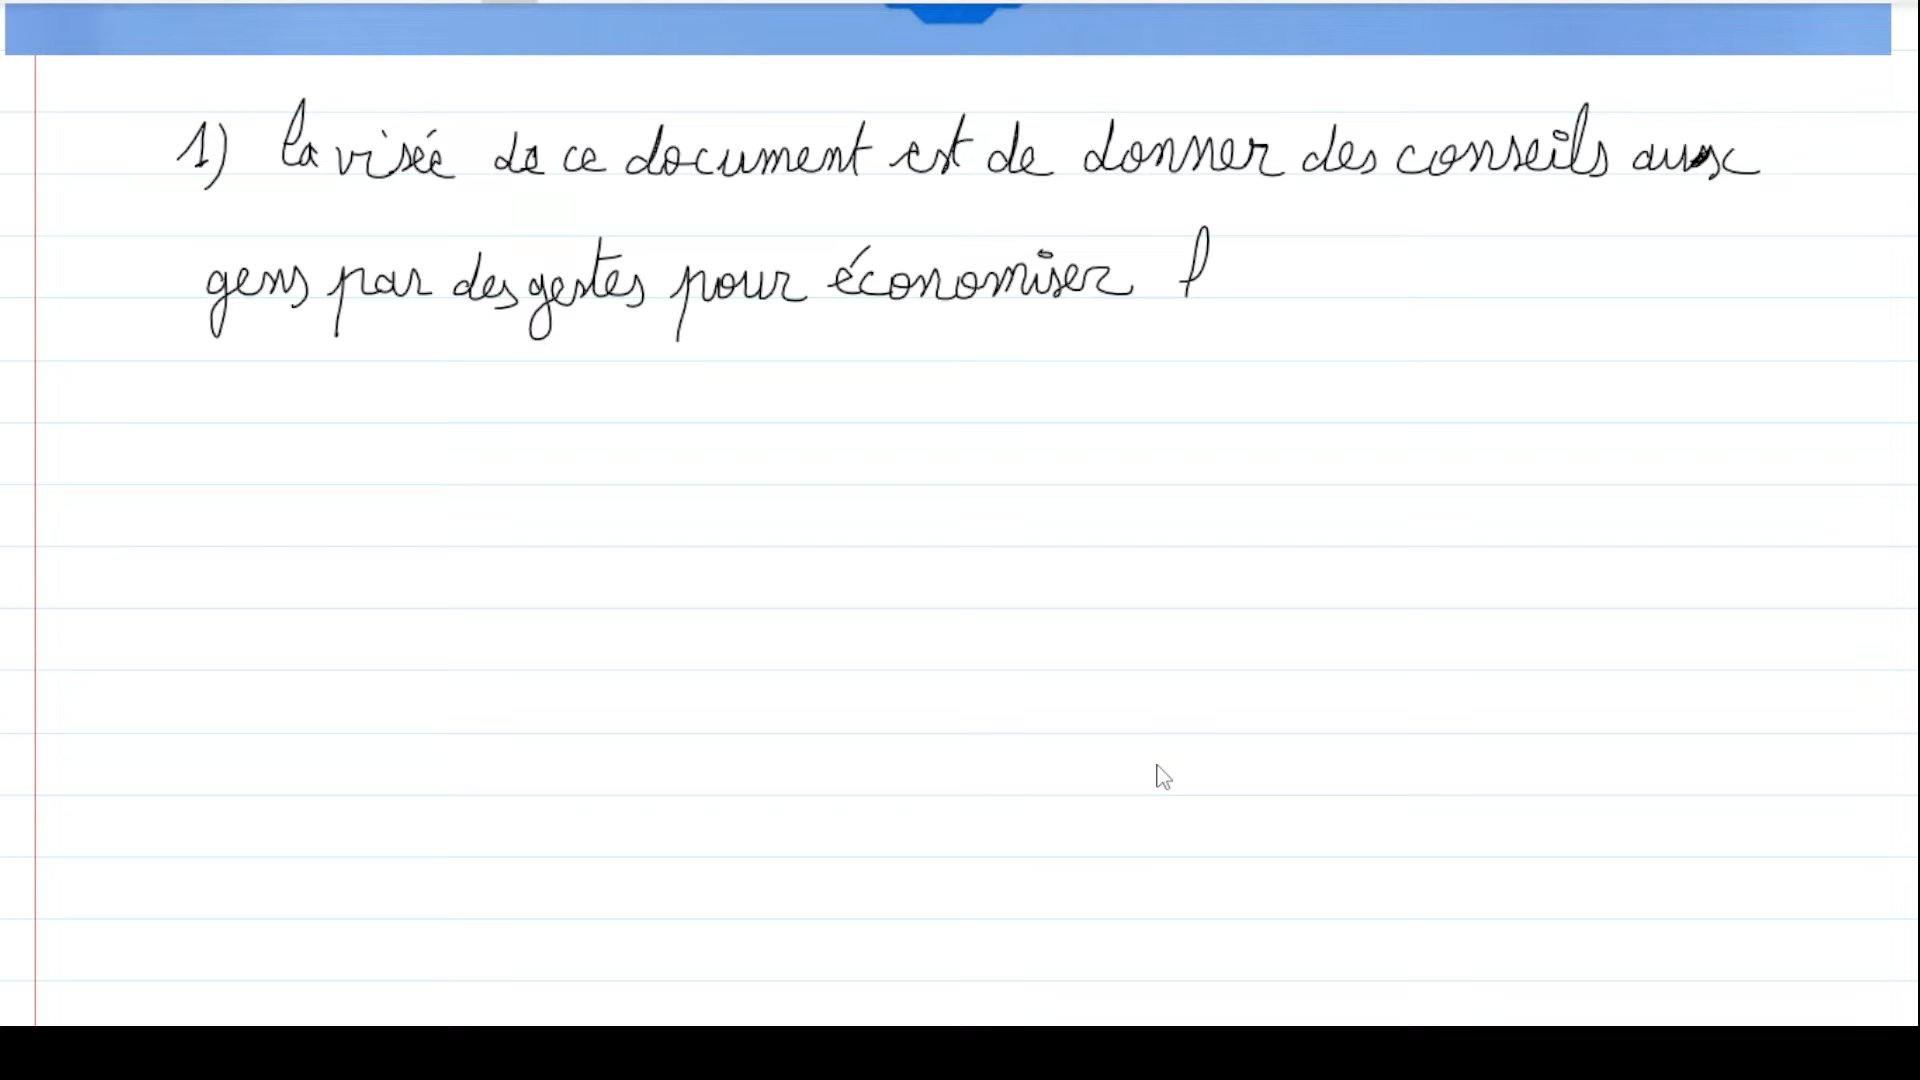 1) la visée de ce document est de donner des conseils aux
gens par des gestes pour économiser l